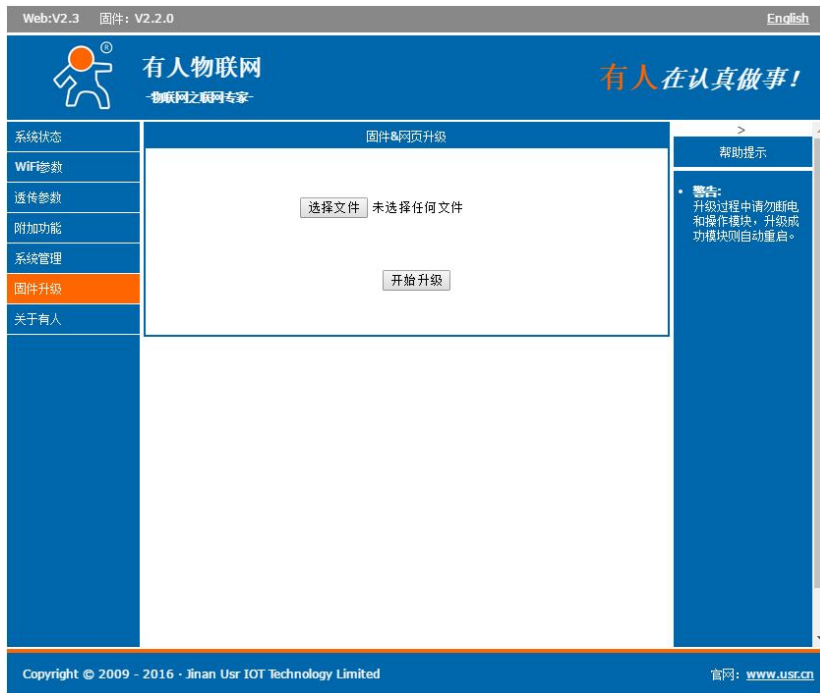 Web:V2.3 固件：V2.2.0 English
®
有人物联网
-物联网之联网专家-
有人在认真做事！
系统状态
WiFi参数
透传参数
附加功能
系统管理
固件升级
关于有人
固件&网页升级
选择文件 未选择任何文件
开始升级
>
帮助提示
• 警告:
升级过程中请勿断电
和操作模块，升级成
功模块则自动重启。
Copyright © 2009 - 2016 · Jinan Usr IOT Technology Limited 官网：www.usr.cn